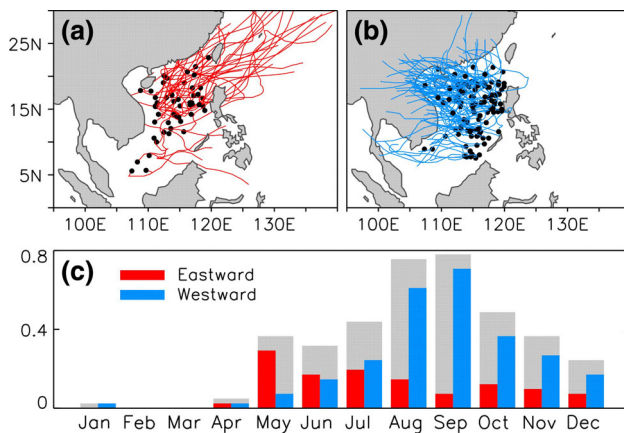 (a)
(b)
25N
15N
5N
100E 110E 120E 130E
100E 110E 120E 130E
(c)
0.8
0.4
0
Eastward
Westward
Jan Feb Mar Apr May Jun Jul Aug Sep Oct Nov Dec